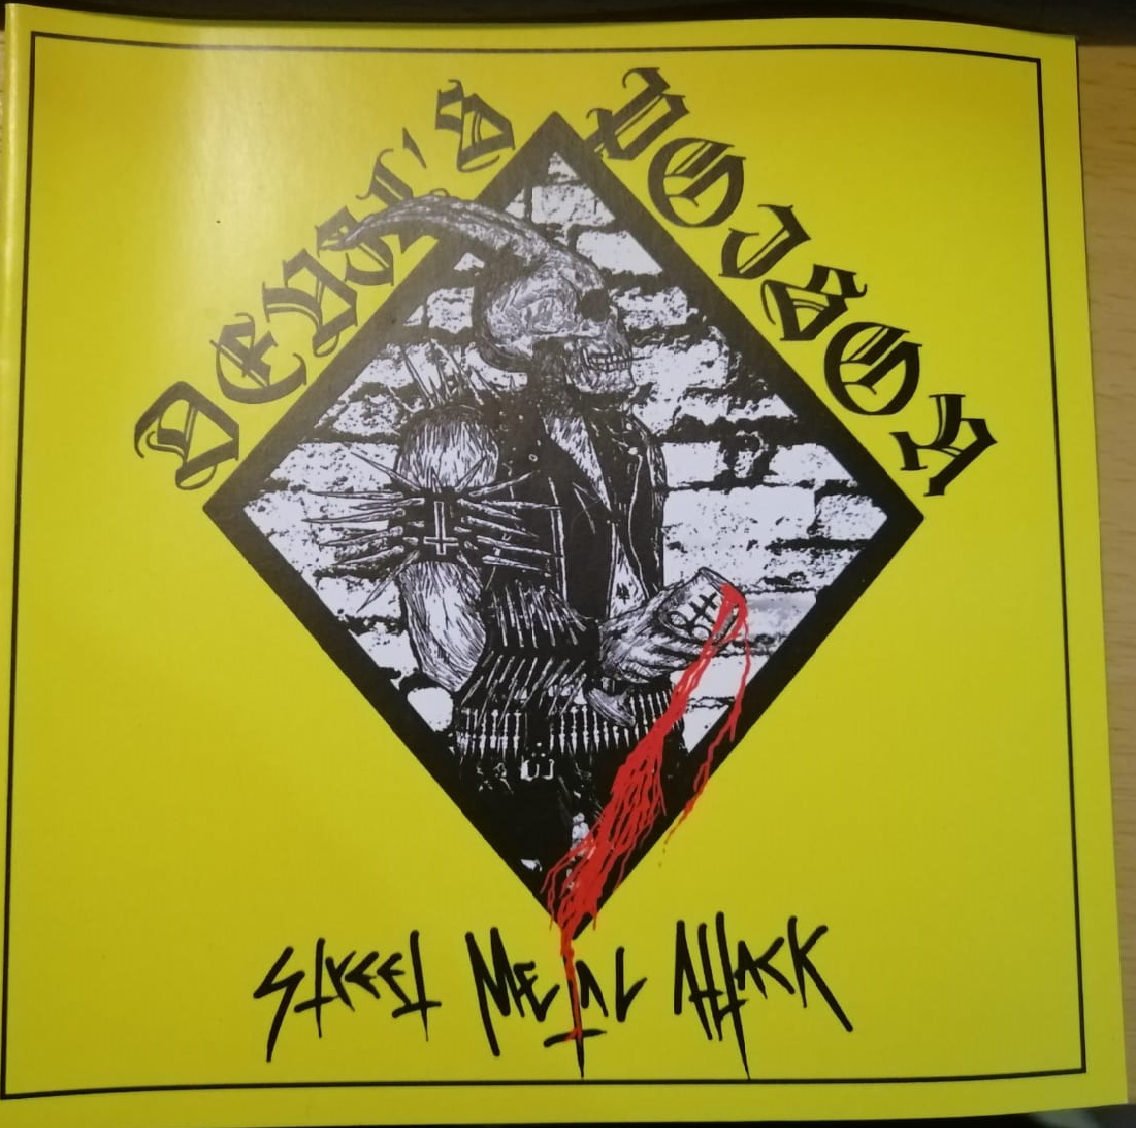 Devil's Poison
Street Metal Attack